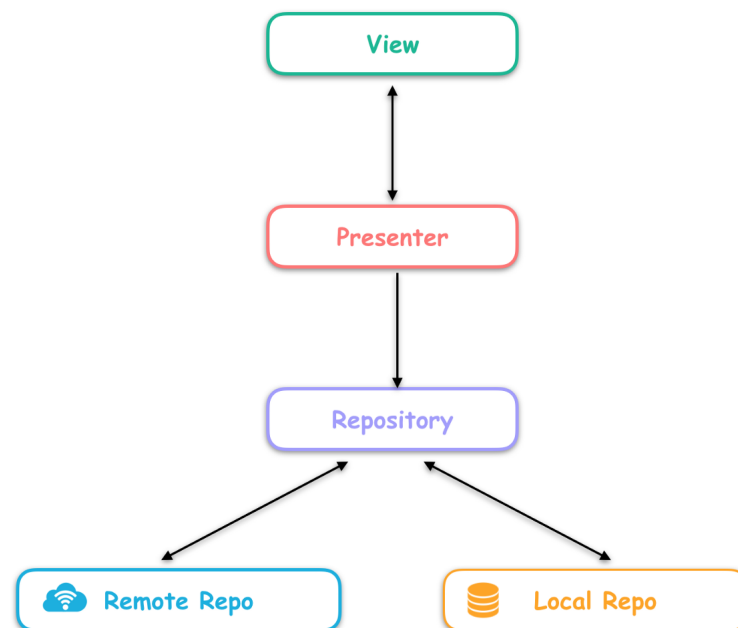 View
Presenter
Repository
Remote Repo
Local Repo